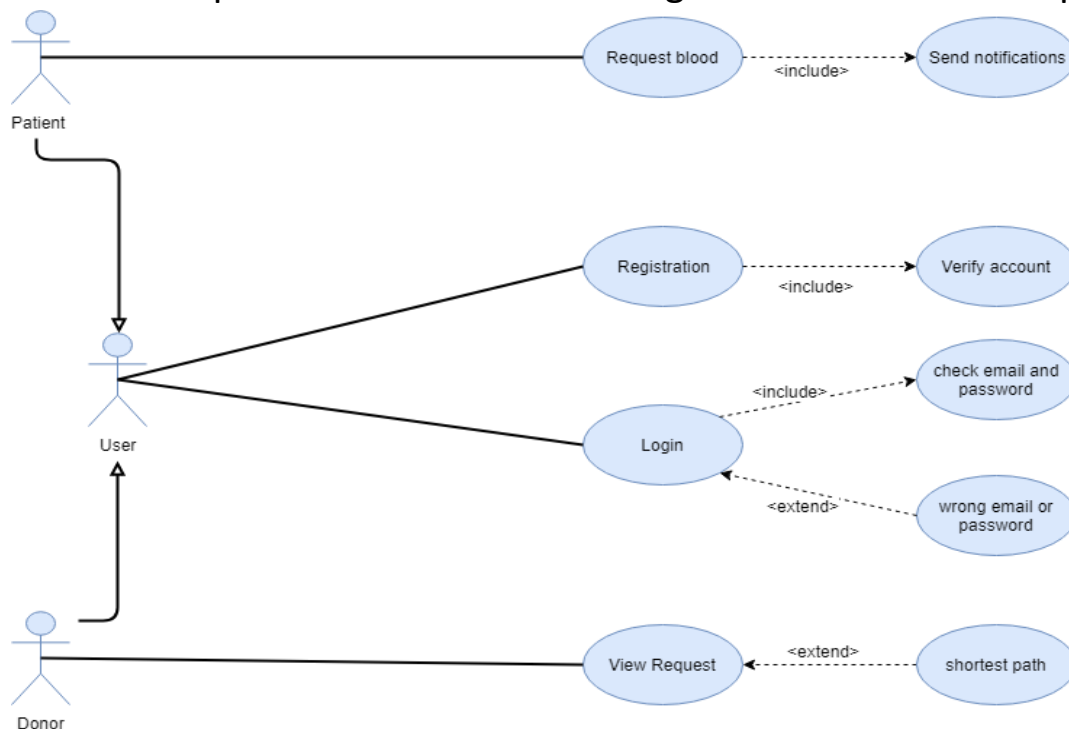 Request blood
<include>
Send notifications
Patient
Registration
<include>
Verify account
User
<include>
check email and
password
Login
<extend>
wrong email or
password
View Request
<extend>
shortest path
Donor